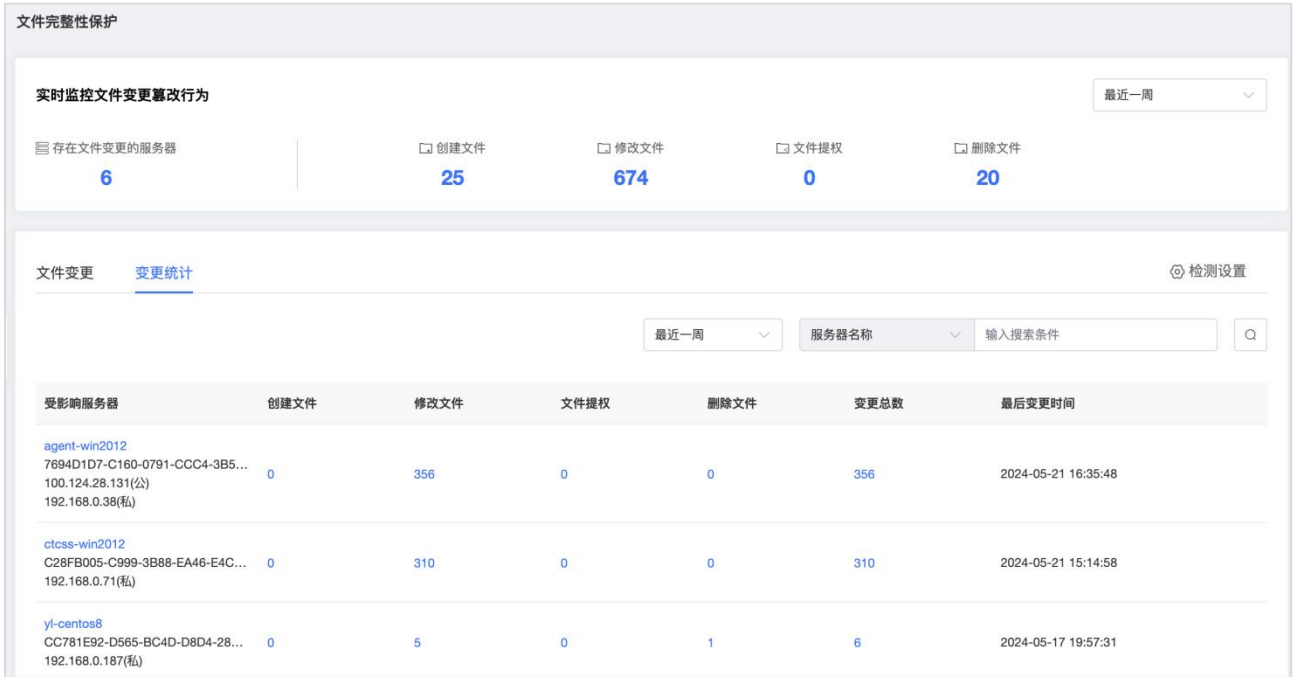 文件完整性保护
实时监控文件变更篡改行为
最近一周
存在文件变更的服务器 创建文件 修改文件 文件提权 删除文件
6 25 674 0 20
文件变更 变更统计 检测设置
最近一周 服务器名称 输入搜索条件
受影响服务器 创建文件 修改文件 文件提权 删除文件 变更总数 最后变更时间
agent-win2012
7694D1D7-C160-0791-CCC4-3B5...
100.124.28.131(公)
192.168.0.38(私)
0 356 0 0 356 2024-05-21 16:35:48
ctcss-win2012
C28FB005-C999-3B88-EA46-E4C...
192.168.0.71(私)
0 310 0 0 310 2024-05-21 15:14:58
yl-centos8
CC781E92-D565-BC4D-D8D4-28...
192.168.0.187(私)
0 5 0 1 6 2024-05-17 19:57:31